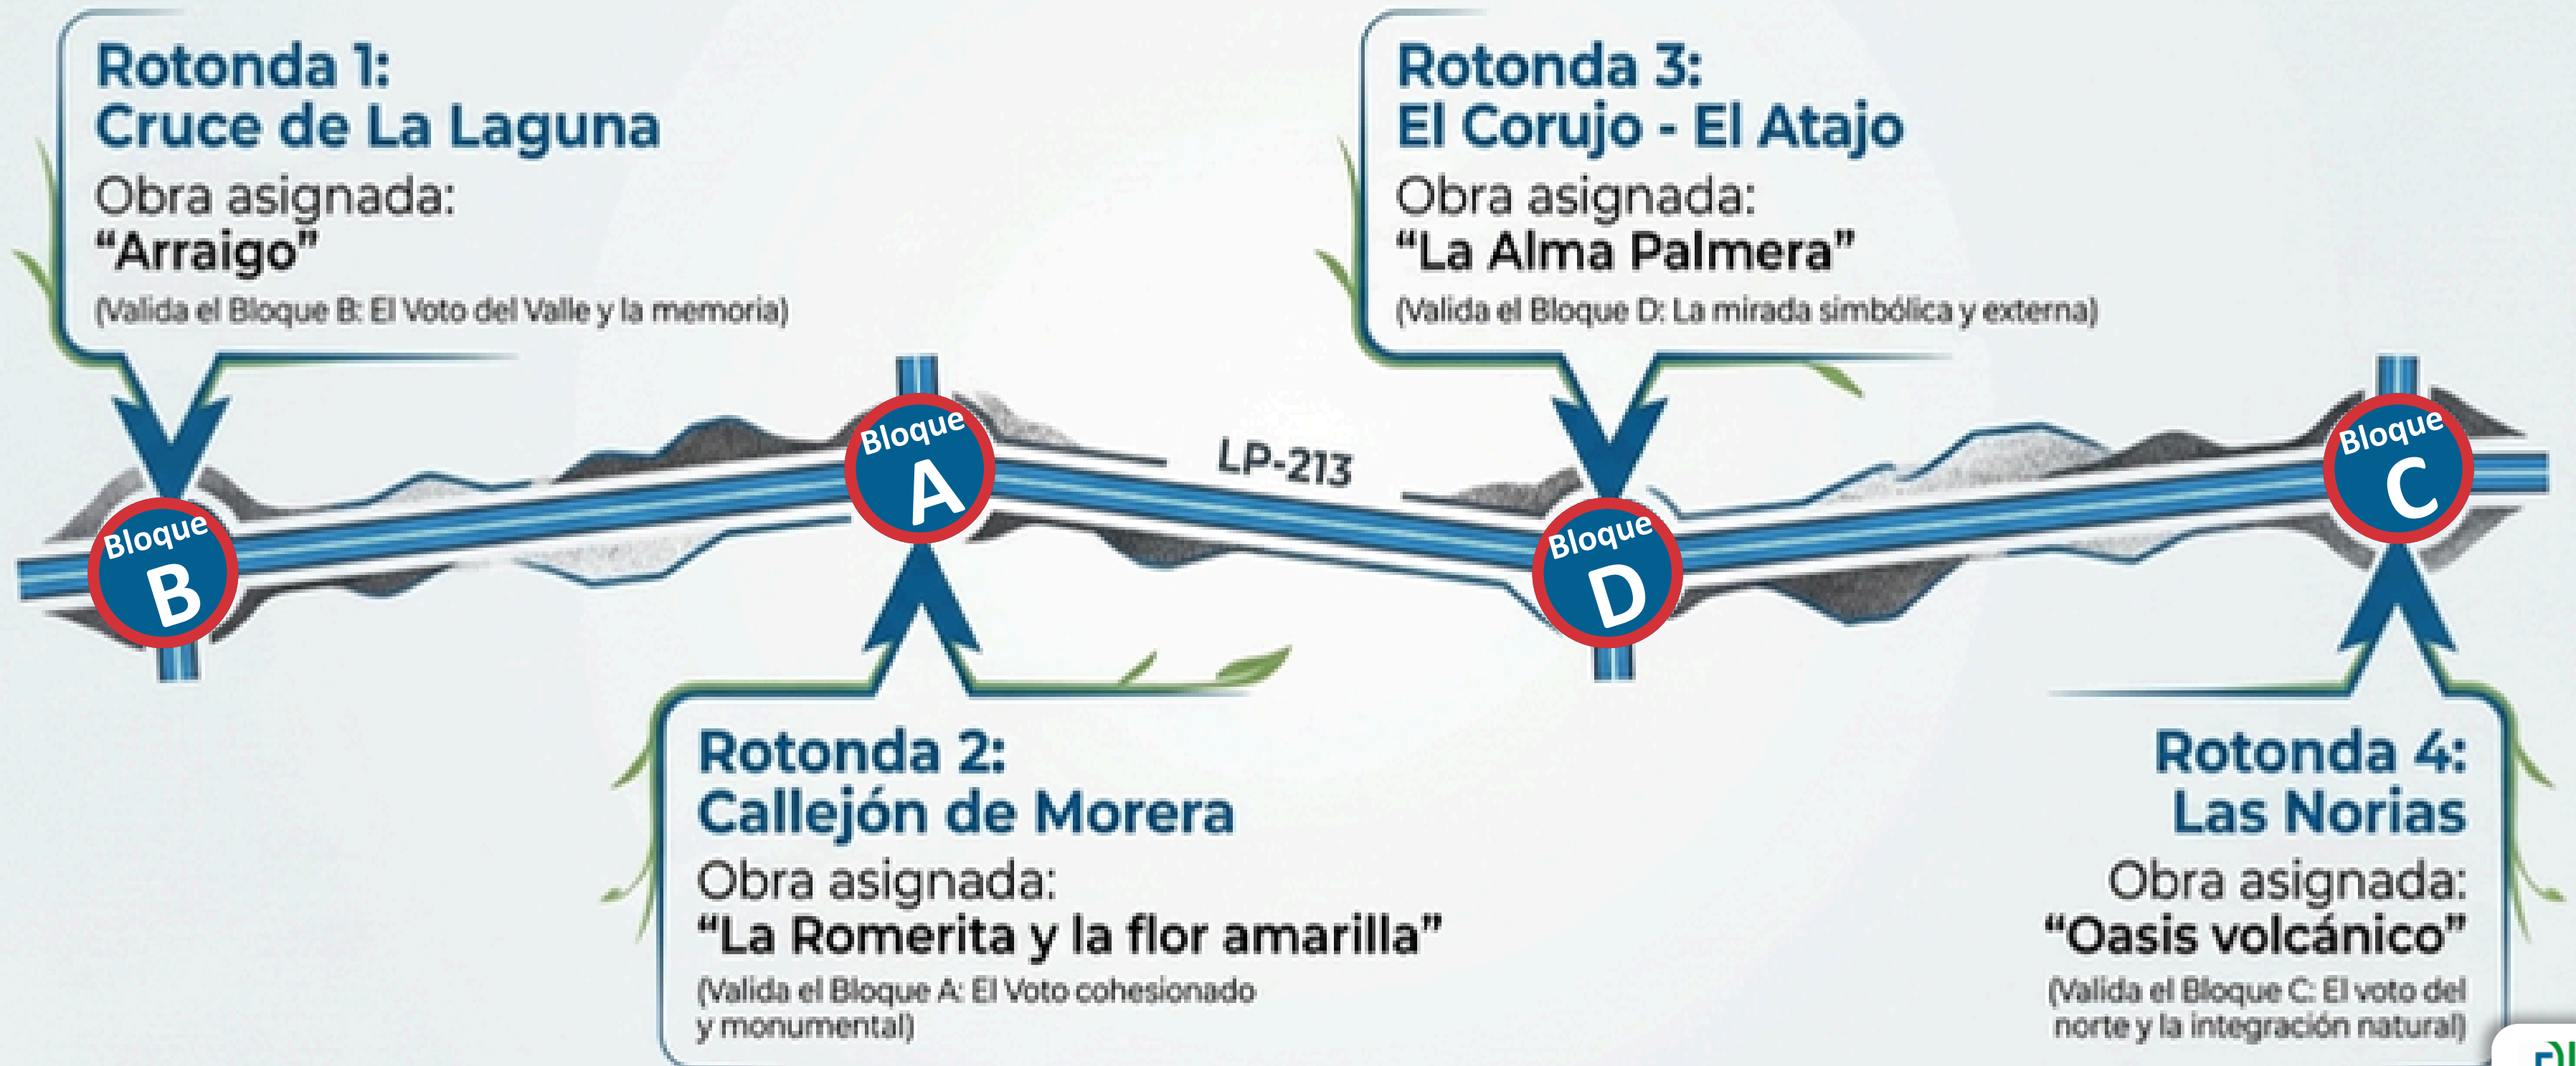 Rotonda 1:
Cruce de La Laguna
Obra asignada:
“Arraigo”
(Valida el Bloque B: El Voto del Valle y la memoria)
Rotonda 3:
El Corujo - El Atajo
Obra asignada:
“La Alma Palmera”
(Valida el Bloque D: La mirada simbólica y externa)
Bloque
B
Bloque
A
LP-213
Bloque
D
Bloque
C
Rotonda 2:
Callejón de Morera
Obra asignada:
“La Romerita y la flor amarilla”
(Valida el Bloque A: El Voto cohesionado
y monumental)
Rotonda 4:
Las Norias
Obra asignada:
“Oasis volcánico”
(Valida el Bloque C: El voto del
norte y la integración natural)